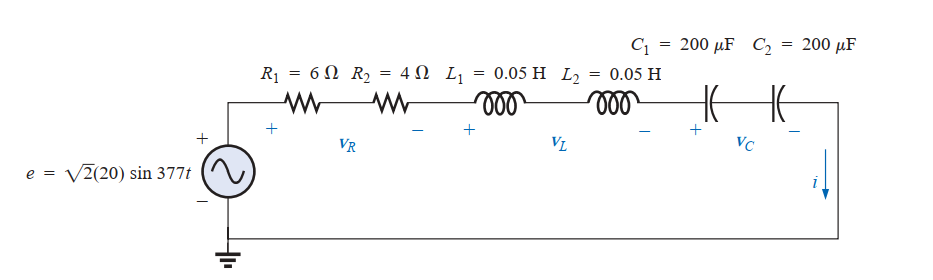 C₁ = 200 μF C₂ = 200 μF
R₁ = 6 Ω R₂ = 4 Ω L₁ = 0.05 H L₂ = 0.05 H
+ − + − + −
v_R v_L v_C
+
e = √2(20) sin 377t
i
−